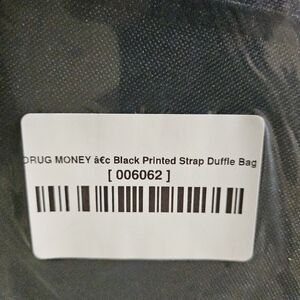 DRUG MONEY â€¢ Black Printed Strap Duffle Bag
[ 006062 ]